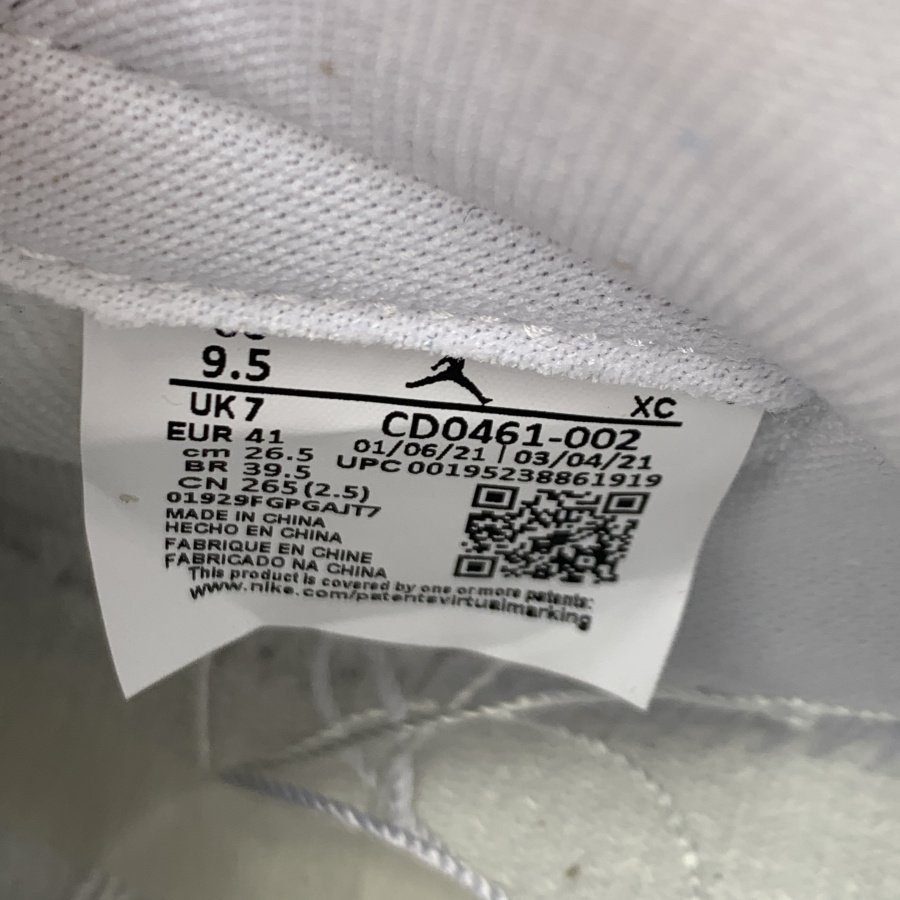 9.5
XC
UK 7
CD0461-002
EUR 41
01/06/21 | 03/04/21
cm 26.5
UPC 00195238861919
BR 39.5
CN 265 (2.5)
01929FGPGAJT7
MADE IN CHINA
HECHO EN CHINA
FABRIQUE EN CHINE
FABRICADO NA CHINA
This product is covered by one or more patents:
www.nike.com/patentsvirtualmarking